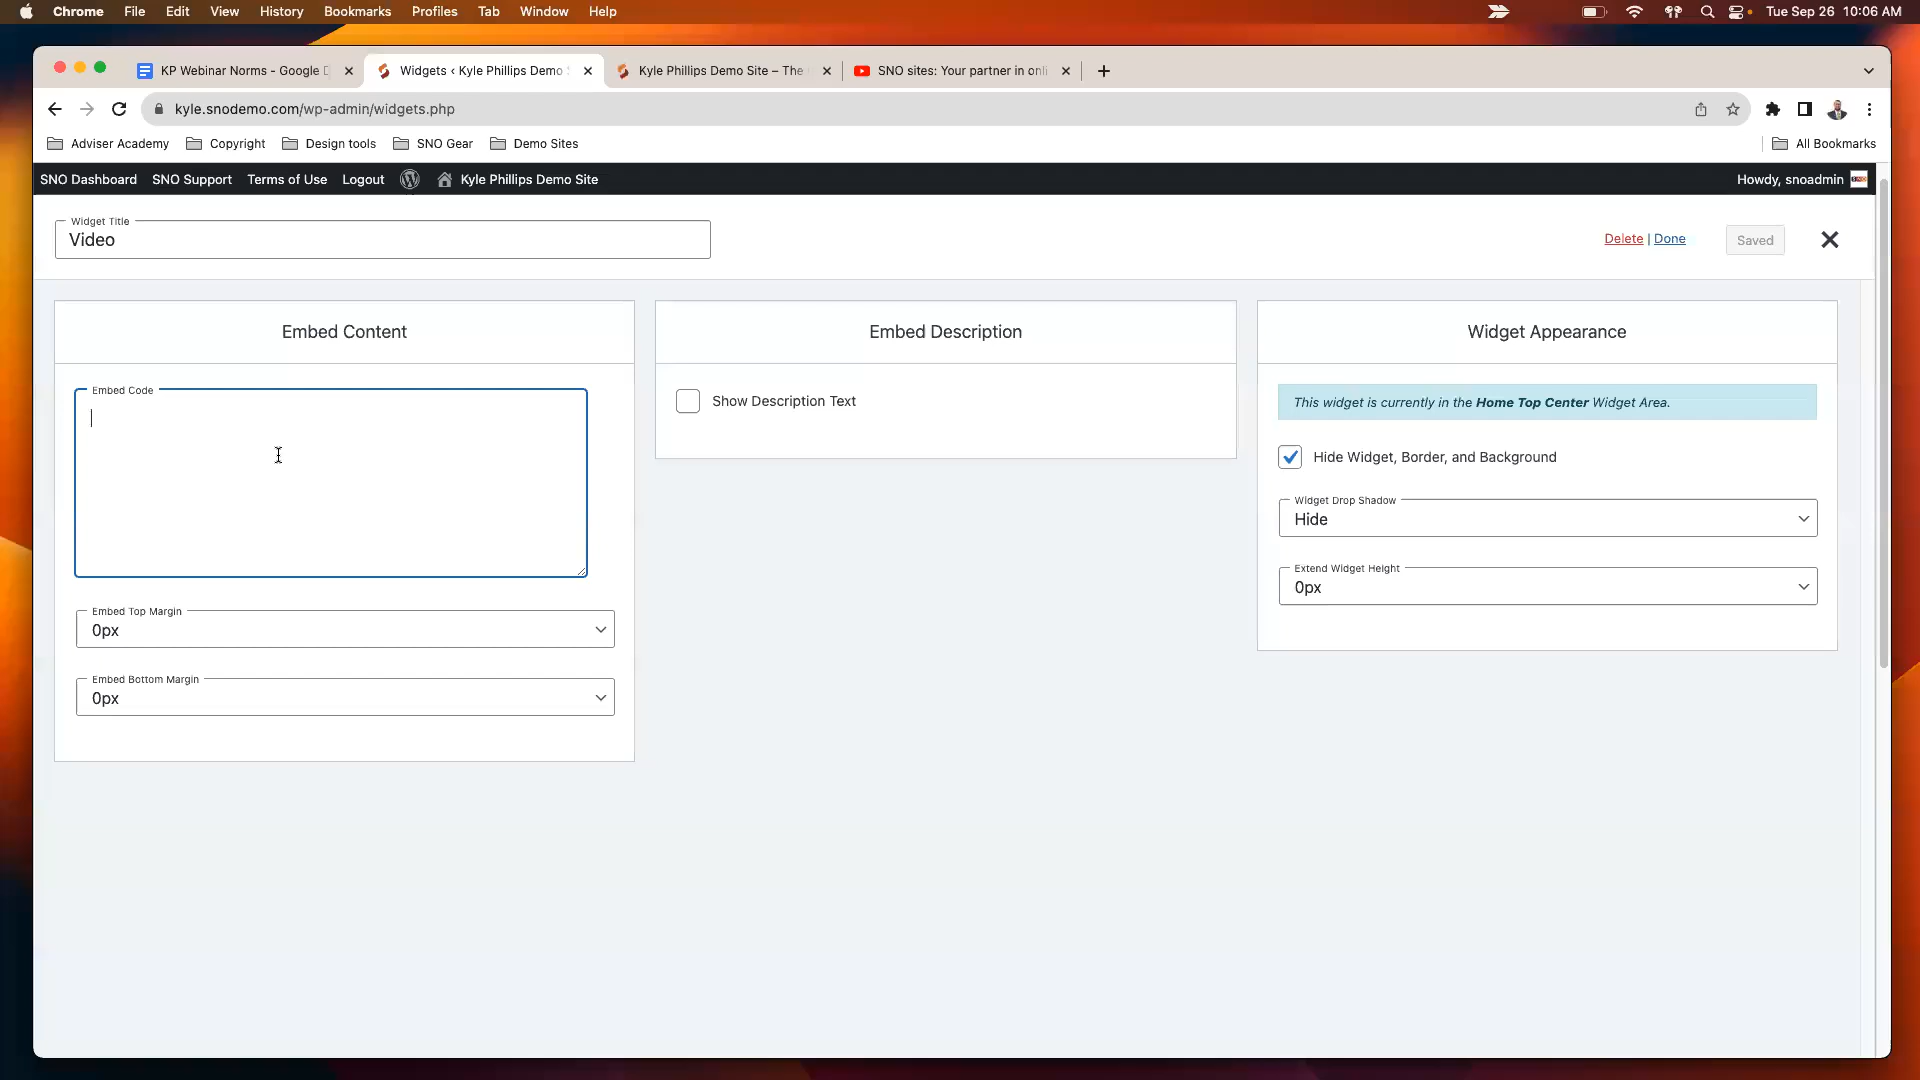 Chrome File Edit View History Bookmarks Profiles Tab Window Help Tue Sep 26 10:06 AM
KP Webinar Norms - Google Widgets ‹ Kyle Phillips Demo Kyle Phillips Demo Site – The SNO sites: Your partner in onli
kyle.snodemo.com/wp-admin/widgets.php
Adviser Academy Copyright Design tools SNO Gear Demo Sites All Bookmarks
SNO Dashboard SNO Support Terms of Use Logout Kyle Phillips Demo Site Howdy, snoadmin
Widget Title
Video Delete | Done Saved
Embed Content Embed Description Widget Appearance
Embed Code
Show Description Text This widget is currently in the Home Top Center Widget Area.
Hide Widget, Border, and Background
Widget Drop Shadow
Hide
Extend Widget Height
0px
Embed Top Margin
0px
Embed Bottom Margin
0px